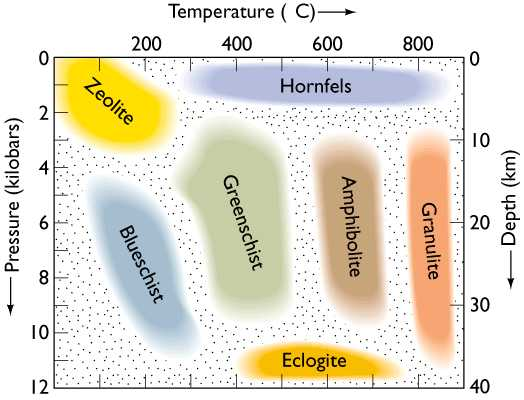 Temperature ( C)
200 400 600 800
0 0
2
4
6
8
10
12
10
20
30
40
Pressure (kilobars)
Depth (km)
Zeolite
Hornfels
Blueschist
Greenschist
Amphibolite
Granulite
Eclogite